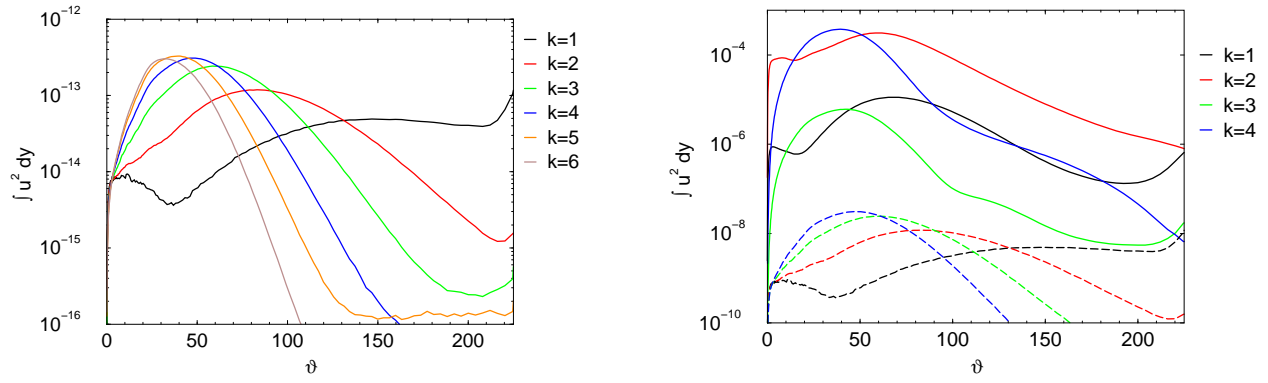 10⁻¹²
10⁻¹³
10⁻¹⁴
10⁻¹⁵
10⁻¹⁶
∫ u² dy
0 50 100 150 200
ϑ
k=1
k=2
k=3
k=4
k=5
k=6
10⁻⁴
10⁻⁶
10⁻⁸
10⁻¹⁰
∫ u² dy
0 50 100 150 200
ϑ
k=1
k=2
k=3
k=4